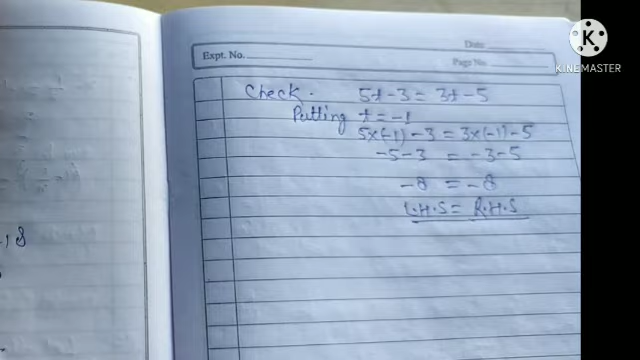 K
KINEMASTER
Date
Expt. No.
Page No.
Check. 5t-3=3t-5
Putting t=-1
5×(-1)-3=3×(-1)-5
-5-3 = -3-5
-8 = -8
L.H.S = R.H.S